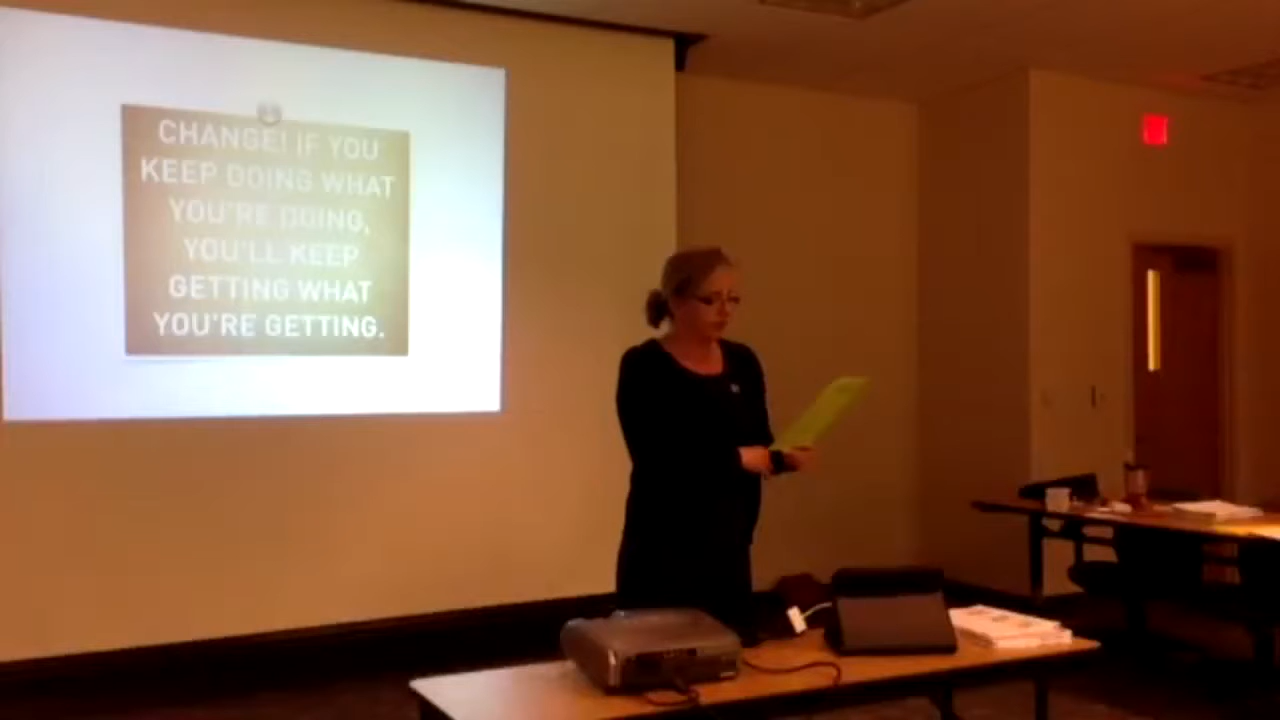 CHANGE! IF YOU
KEEP DOING WHAT
YOU'RE DOING,
YOU'LL KEEP
GETTING WHAT
YOU'RE GETTING.